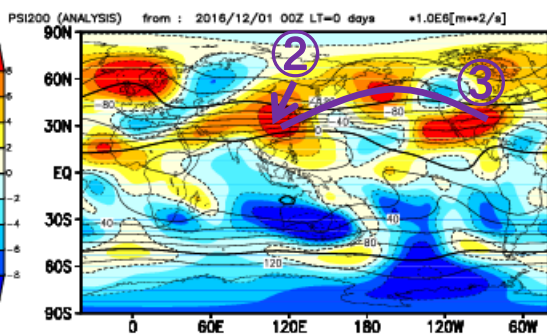 PSI200 (ANALYSIS) from : 2016/12/01 00Z LT=0 days *1.0E6[m**2/s]
90N
②
60N
③
-80
-80
-40
30N
0
EQ
30S
40
40
80
60S
120
90S
0 60E 120E 180 120W 60W
8
6
4
2
0
-2
-4
-6
-8